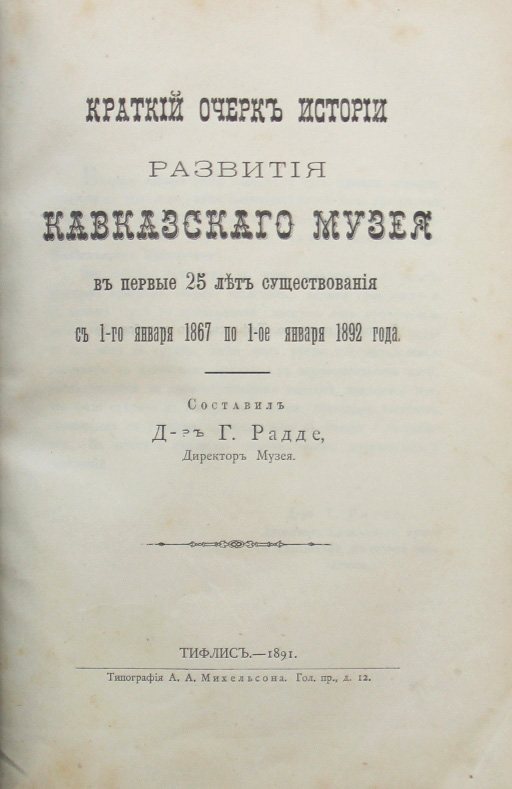 КРАТКІЙ ОЧЕРКЪ ИСТОРІИ
РАЗВИТІЯ
КАВКАЗСКАГО МУЗЕЯ
въ первые 25 лѣтъ существованія
съ 1-го января 1867 по 1-ое января 1892 года.
Составилъ
Д-ръ Г. Радде,
Директоръ Музея.
ТИФЛИСЪ.—1891.
Типографія А. А. Михельсона. Гол. пр., д. 12.